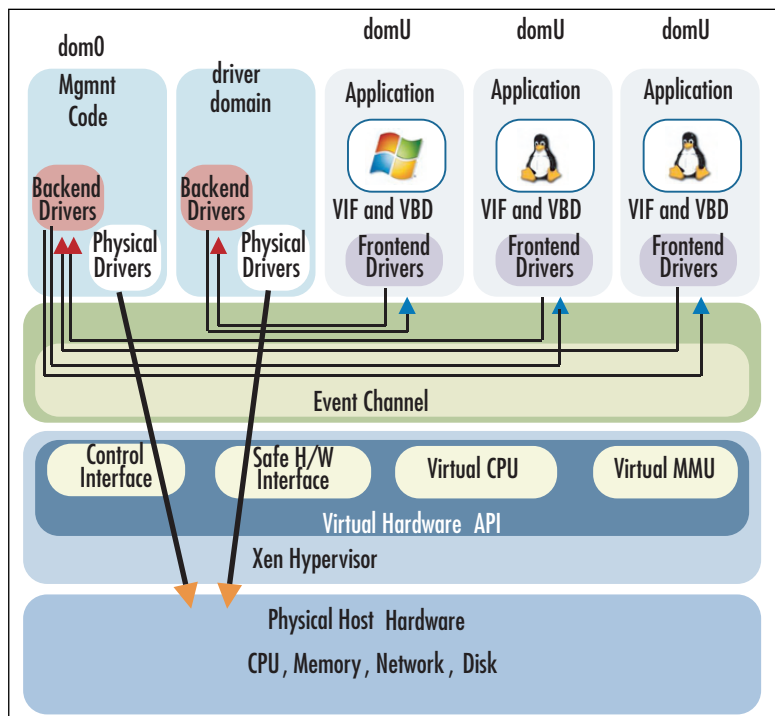 dom0
domU
domU
domU
Mgmnt
Code
driver
domain
Application
Application
Application
Backend
Drivers
Backend
Drivers
VIF and VBD
VIF and VBD
VIF and VBD
Physical
Drivers
Physical
Drivers
Frontend
Drivers
Frontend
Drivers
Frontend
Drivers
Event Channel
Control
Interface
Safe H/W
Interface
Virtual CPU
Virtual MMU
Virtual Hardware API
Xen Hypervisor
Physical Host Hardware
CPU , Memory , Network , Disk